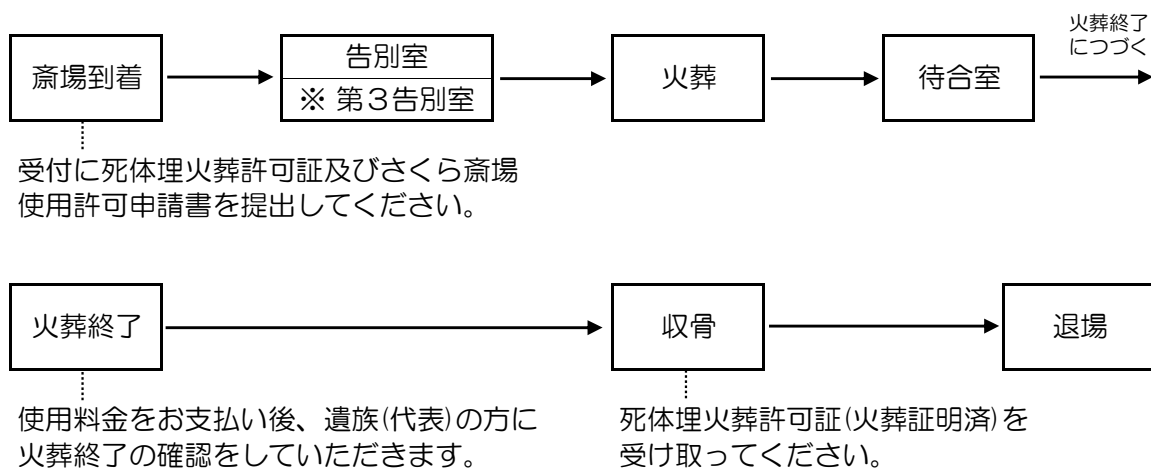 火葬終了
につづく
斎場到着
告別室
※ 第3告別室
火葬
待合室
受付に死体埋火葬許可証及びさくら斎場
使用許可申請書を提出してください。
火葬終了
収骨
退場
使用料金をお支払い後、遺族(代表)の方に
火葬終了の確認をしていただきます。
死体埋火葬許可証(火葬証明済)を
受け取ってください。